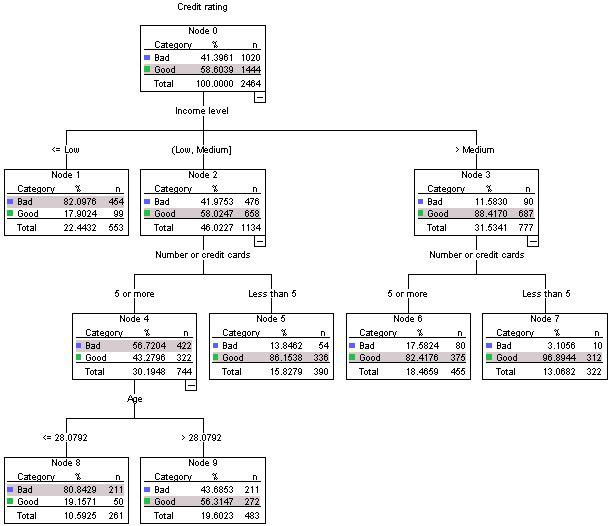 Credit rating
Node 0
Category % n
Bad 41.3961 1020
Good 58.6039 1444
Total 100.0000 2464
Income level
<= Low
(Low, Medium]
> Medium
Node 1
Category % n
Bad 82.0976 454
Good 17.9024 99
Total 22.4432 553
Node 2
Category % n
Bad 41.9753 476
Good 58.0247 658
Total 46.0227 1134
Node 3
Category % n
Bad 11.5830 90
Good 88.4170 687
Total 31.5341 777
Number or credit cards
Number or credit cards
5 or more
Less than 5
5 or more
Less than 5
Node 4
Category % n
Bad 56.7204 422
Good 43.2796 322
Total 30.1948 744
Node 5
Category % n
Bad 13.8462 54
Good 86.1538 336
Total 15.8279 390
Node 6
Category % n
Bad 17.5824 80
Good 82.4176 375
Total 18.4659 455
Node 7
Category % n
Bad 3.1056 10
Good 96.8944 312
Total 13.0682 322
Age
<= 28.0792
> 28.0792
Node 8
Category % n
Bad 80.8429 211
Good 19.1571 50
Total 10.5925 261
Node 9
Category % n
Bad 43.6853 211
Good 56.3147 272
Total 19.6023 483